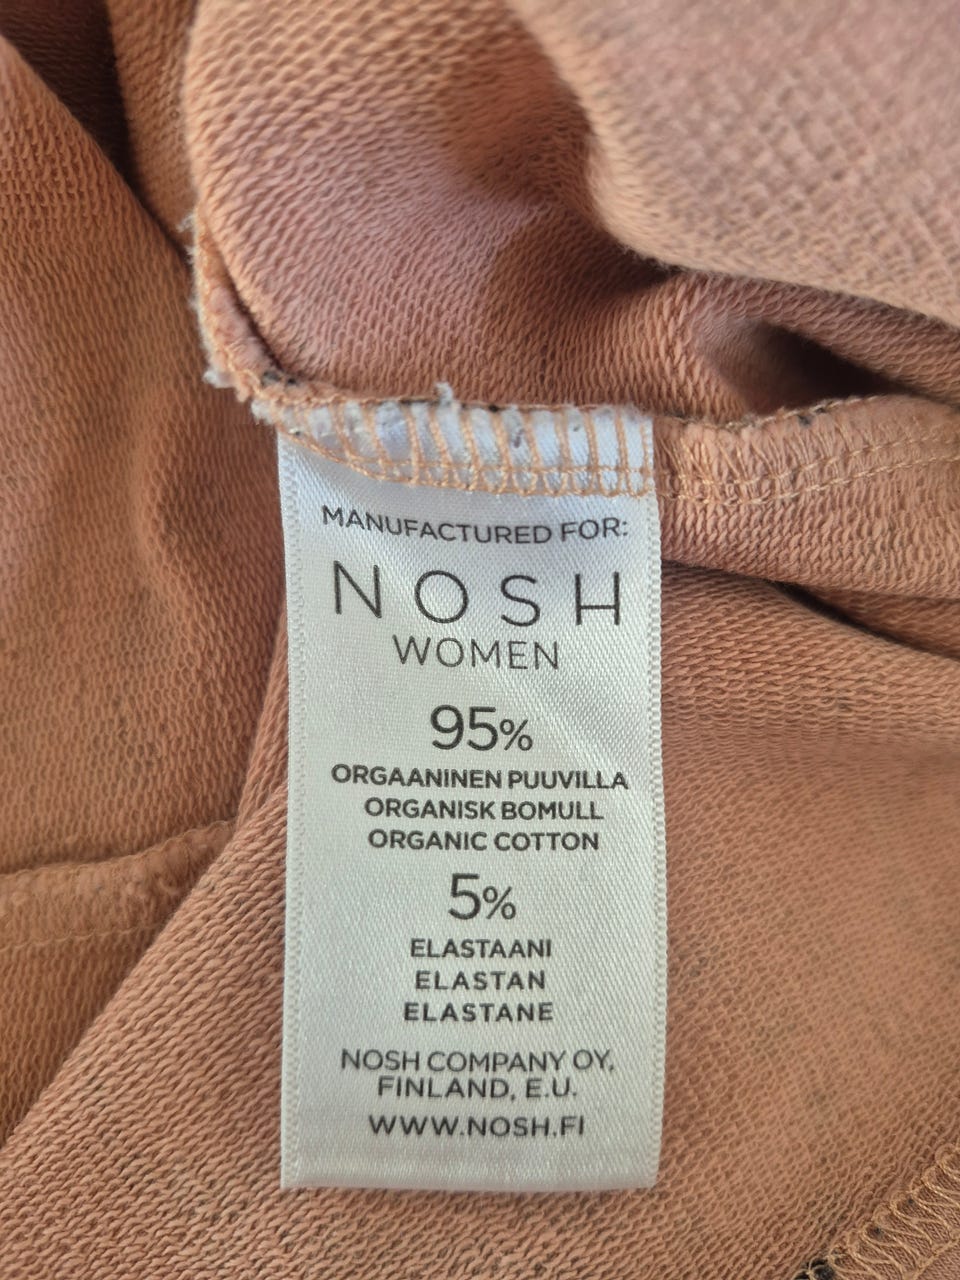 MANUFACTURED FOR:
NOSH
WOMEN
95%
ORGAANINEN PUUVILLA
ORGANISK BOMULL
ORGANIC COTTON
5%
ELASTAANI
ELASTAN
ELASTANE
NOSH COMPANY OY,
FINLAND, E.U.
WWW.NOSH.FI